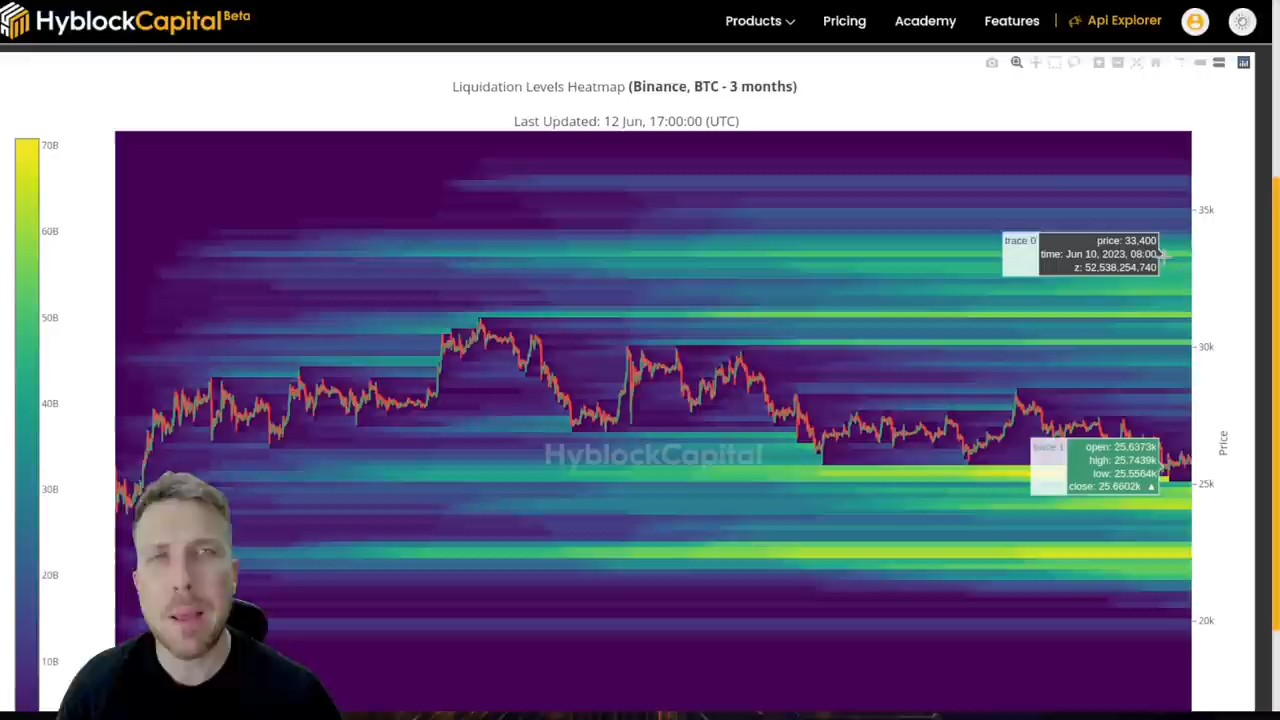 HyblockCapital Beta
Products
Pricing
Academy
Features
Api Explorer
Liquidation Levels Heatmap (Binance, BTC - 3 months)
Last Updated: 12 Jun, 17:00:00 (UTC)
70B
60B
50B
40B
30B
20B
10B
35k
30k
25k
20k
Price
trace 0
price: 33,400
time: Jun 10, 2023, 08:00
z: 52,538,254,740
HyblockCapital
trace 1
open: 25.6373k
high: 25.7439k
low: 25.5564k
close: 25.6602k ▲